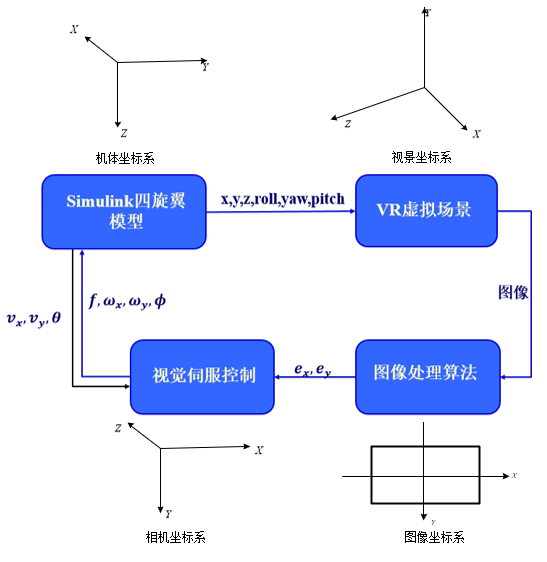 X
Y
Z
机体坐标系
Y
Z
X
视景坐标系
Simulink四旋翼
模型
x,y,z,roll,yaw,pitch
VR虚拟场景
图像
f, ωx, ωy, ϕ
vx, vy, θ
视觉伺服控制
ex, ey
图像处理算法
Z
X
Y
相机坐标系
X
Y
图像坐标系